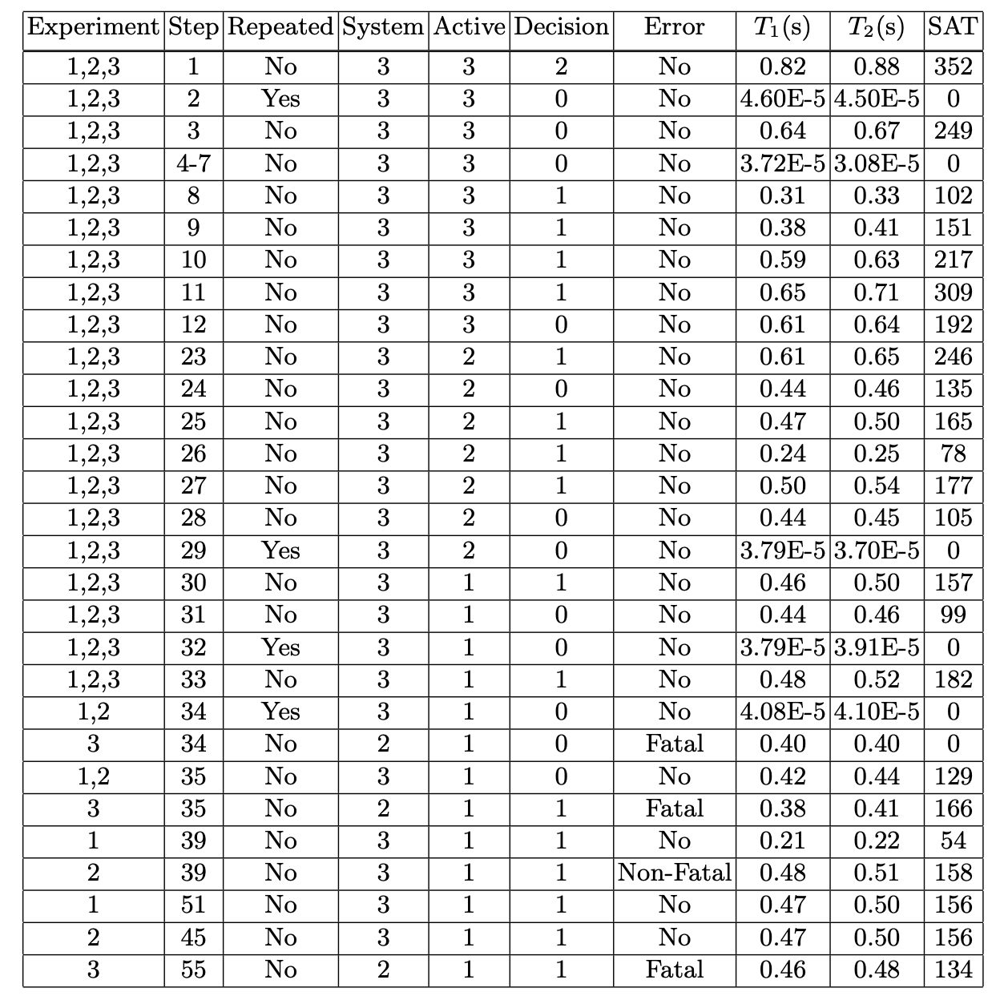 Experiment Step Repeated System Active Decision Error T₁(s) T₂(s) SAT
1,2,3 1 No 3 3 2 No 0.82 0.88 352
1,2,3 2 Yes 3 3 0 No 4.60E-5 4.50E-5 0
1,2,3 3 No 3 3 0 No 0.64 0.67 249
1,2,3 4-7 No 3 3 0 No 3.72E-5 3.08E-5 0
1,2,3 8 No 3 3 1 No 0.31 0.33 102
1,2,3 9 No 3 3 1 No 0.38 0.41 151
1,2,3 10 No 3 3 1 No 0.59 0.63 217
1,2,3 11 No 3 3 1 No 0.65 0.71 309
1,2,3 12 No 3 3 0 No 0.61 0.64 192
1,2,3 23 No 3 2 1 No 0.61 0.65 246
1,2,3 24 No 3 2 0 No 0.44 0.46 135
1,2,3 25 No 3 2 1 No 0.47 0.50 165
1,2,3 26 No 3 2 1 No 0.24 0.25 78
1,2,3 27 No 3 2 1 No 0.50 0.54 177
1,2,3 28 No 3 2 0 No 0.44 0.45 105
1,2,3 29 Yes 3 2 0 No 3.79E-5 3.70E-5 0
1,2,3 30 No 3 1 1 No 0.46 0.50 157
1,2,3 31 No 3 1 0 No 0.44 0.46 99
1,2,3 32 Yes 3 1 0 No 3.79E-5 3.91E-5 0
1,2,3 33 No 3 1 1 No 0.48 0.52 182
1,2 34 Yes 3 1 0 No 4.08E-5 4.10E-5 0
3 34 No 2 1 0 Fatal 0.40 0.40 0
1,2 35 No 3 1 0 No 0.42 0.44 129
3 35 No 2 1 1 Fatal 0.38 0.41 166
1 39 No 3 1 1 No 0.21 0.22 54
2 39 No 3 1 1 Non-Fatal 0.48 0.51 158
1 51 No 3 1 1 No 0.47 0.50 156
2 45 No 3 1 1 No 0.47 0.50 156
3 55 No 2 1 1 Fatal 0.46 0.48 134